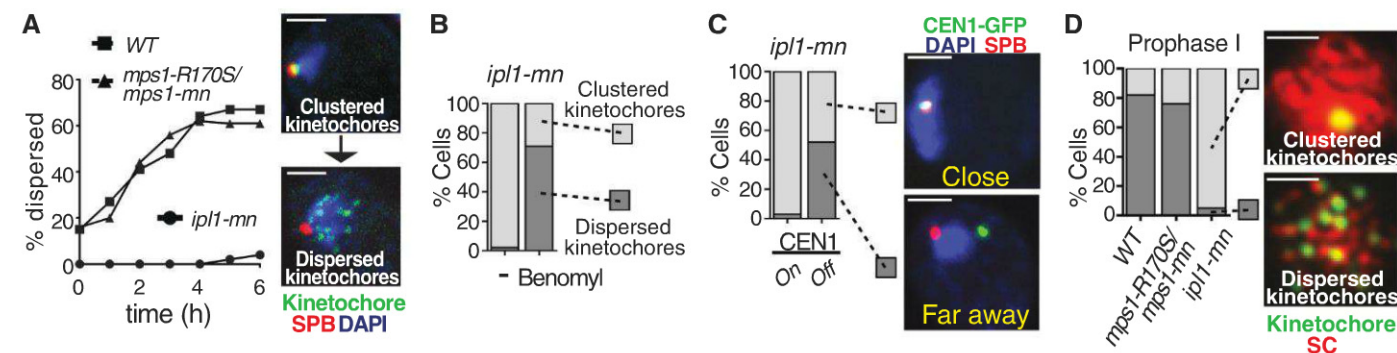 A
WT
mps1-R170S/
mps1-mn
80
60
40
20
0
% dispersed
ipl1-mn
0 2 4 6
time (h)
Clustered
kinetochores
Dispersed
kinetochores
Kinetochore
SPB DAPI
B
ipl1-mn
100
80
60
40
20
0
% Cells
Clustered
kinetochores
Dispersed
kinetochores
– Benomyl
C
ipl1-mn
100
80
60
40
20
0
% Cells
CEN1
On Off
CEN1-GFP
DAPI SPB
Close
Far away
D
Prophase I
100
80
60
40
20
0
% Cells
WT
mps1-R170S/
mps1-mn
ipl1-mn
Clustered
kinetochores
Dispersed
kinetochores
Kinetochore
SC